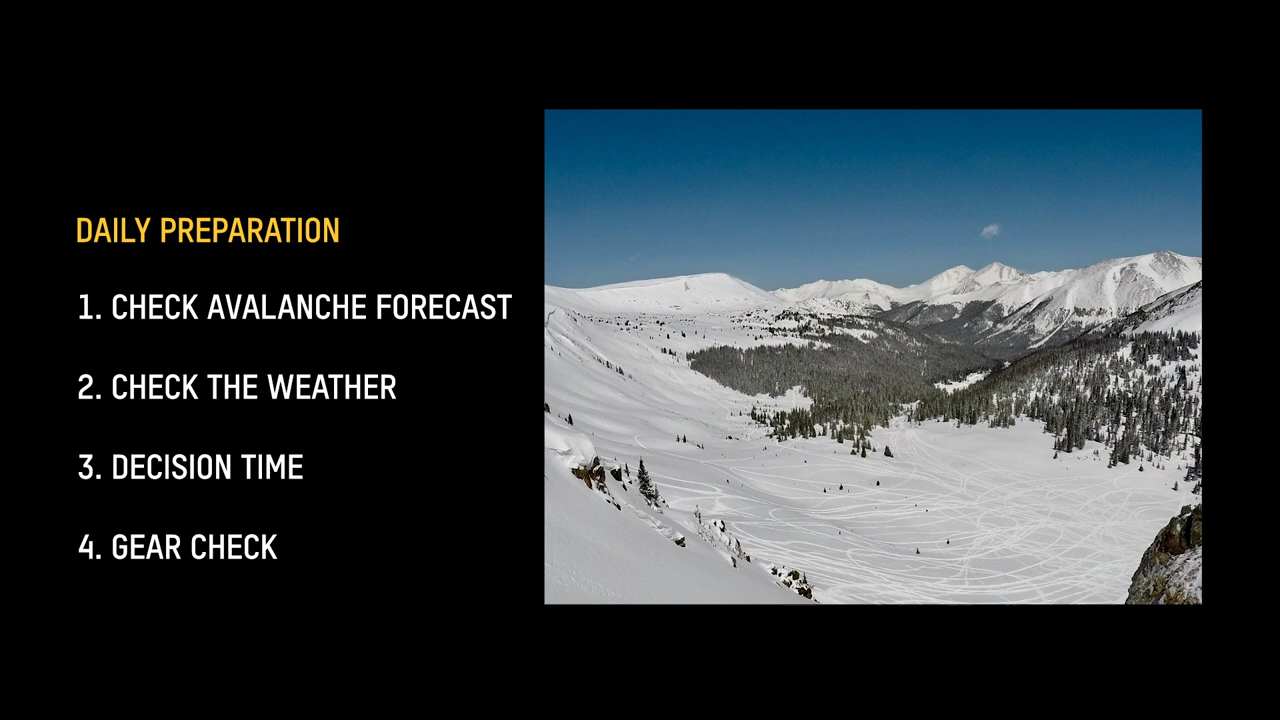 DAILY PREPARATION
1. CHECK AVALANCHE FORECAST
2. CHECK THE WEATHER
3. DECISION TIME
4. GEAR CHECK